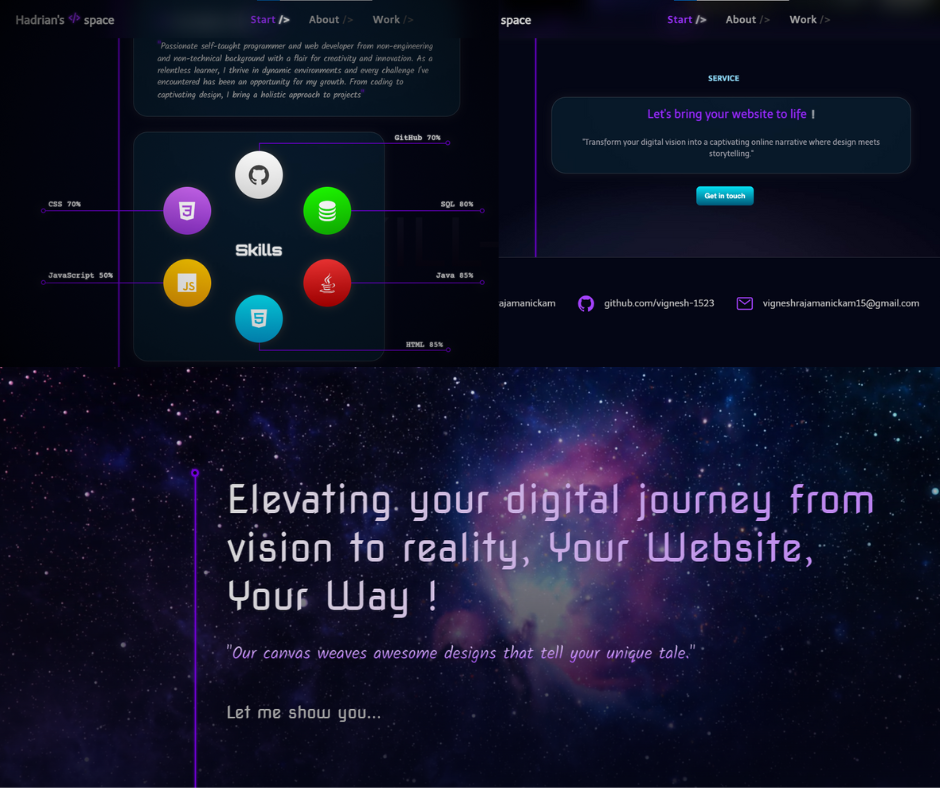 Hadrian's </> space
Start />
About />
Work />
"Passionate self-taught programmer and web developer from non-engineering
and non-technical background with a flair for creativity and innovation. As a
relentless learner, I thrive in dynamic environments and every challenge I've
encountered has been an opportunity for my growth. From coding to
captivating design, I bring a holistic approach to projects"
GitHub 70%
CSS 70%
SQL 80%
Skills
JavaScript 50%
JS
Java 85%
HTML 85%
space
Start />
About />
Work />
SERVICE
Let's bring your website to life
"Transform your digital vision into a captivating online narrative where design meets
storytelling."
Get in touch
ajamanickam
github.com/vignesh-1523
vigneshrajamanickam15@gmail.com
Elevating your digital journey from
vision to reality, Your Website,
Your Way !
"Our canvas weaves awesome designs that tell your unique tale."
Let me show you...